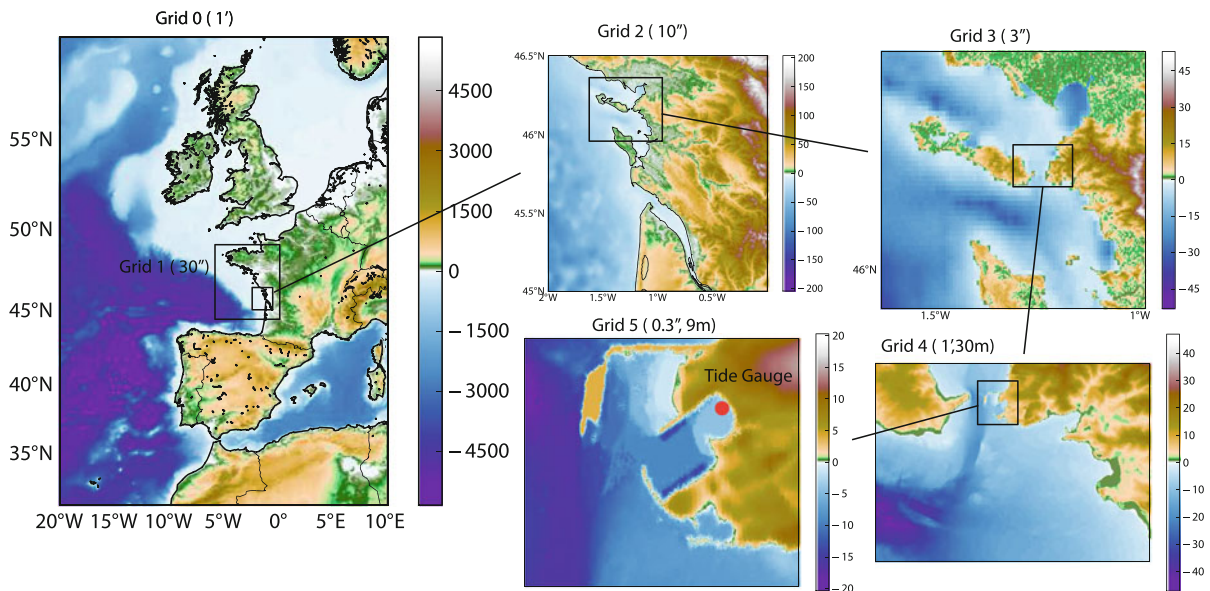 Grid 0 ( 1’)
55°N
50°N
45°N
40°N
35°N
20°W 15°W 10°W 5°W 0° 5°E 10°E
Grid 1 ( 30’’)
4500
3000
1500
0
−1500
−3000
−4500
Grid 2 ( 10’’)
46.5°N
46°N
45.5°N
45°N
2°W 1.5°W 1°W 0.5°W
200
150
100
50
0
−50
−100
−150
−200
Grid 3 ( 3’’)
46°N
1.5°W 1°W
45
30
15
0
−15
−30
−45
Grid 5 ( 0.3’’, 9m)
Tide Gauge
20
15
10
5
0
−5
−10
−15
−20
Grid 4 ( 1’,30m)
40
30
20
10
0
−10
−20
−30
−40